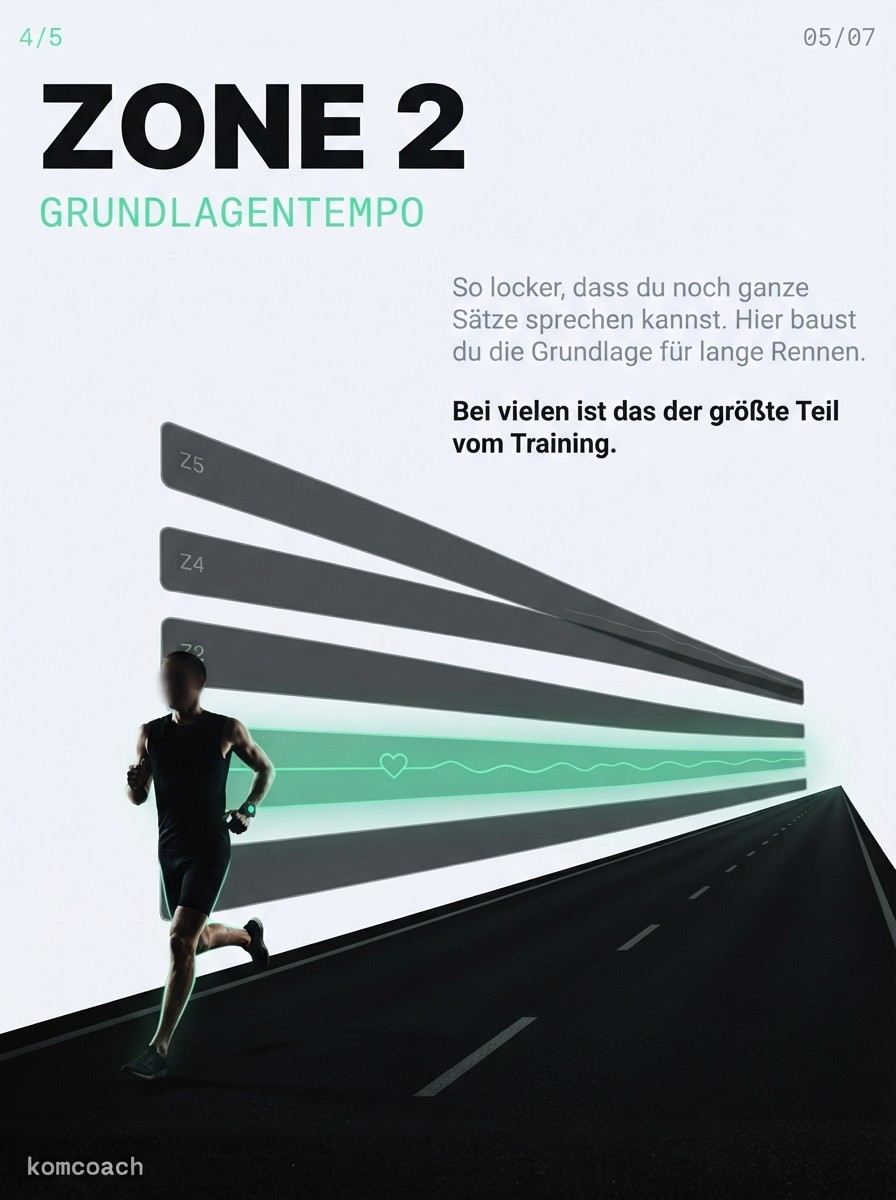 4/5
05/07
ZONE 2
GRUNDLAGENTEMPO
So locker, dass du noch ganze
Sätze sprechen kannst. Hier baust
du die Grundlage für lange Rennen.
Bei vielen ist das der größte Teil
vom Training.
Z5
Z4
komcoach